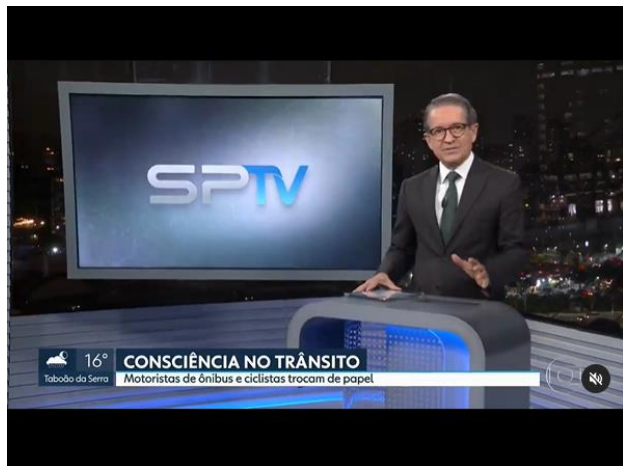 SPTV
16°
CONSCIÊNCIA NO TRÂNSITO
Taboão da Serra
Motoristas de ônibus e ciclistas trocam de papel